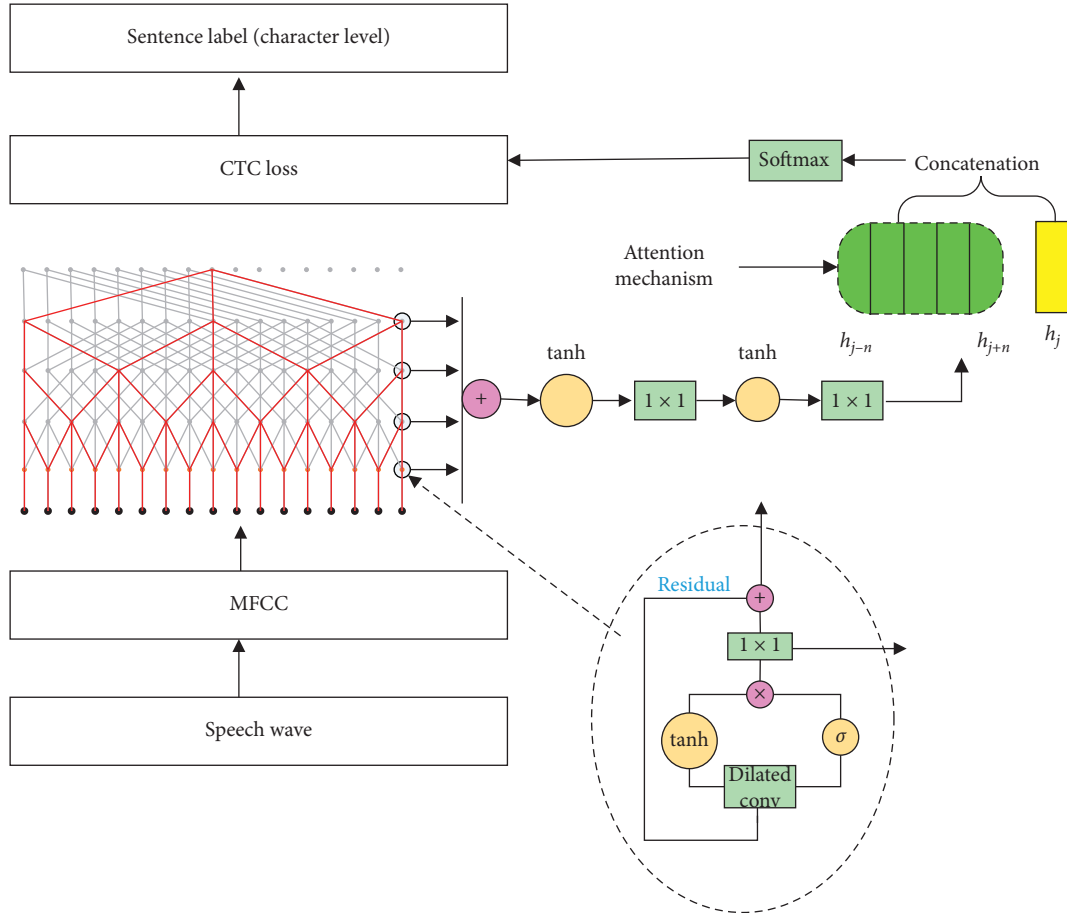 Sentence label (character level)
CTC loss
Softmax
Concatenation
Attention
mechanism
h_{j–n}
h_{j+n}
h_j
tanh
tanh
+
1 × 1
1 × 1
MFCC
Speech wave
Residual
+
1 × 1
×
tanh
σ
Dilated
conv